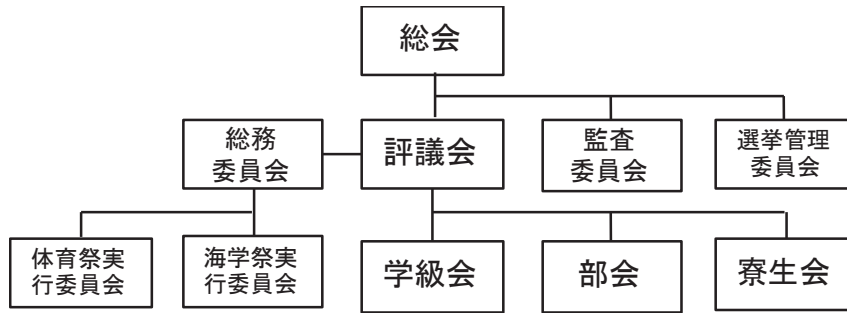 総会
総務
委員会
評議会
監査
委員会
選挙管理
委員会
体育祭実
行委員会
海学祭実
行委員会
学級会
部会
寮生会